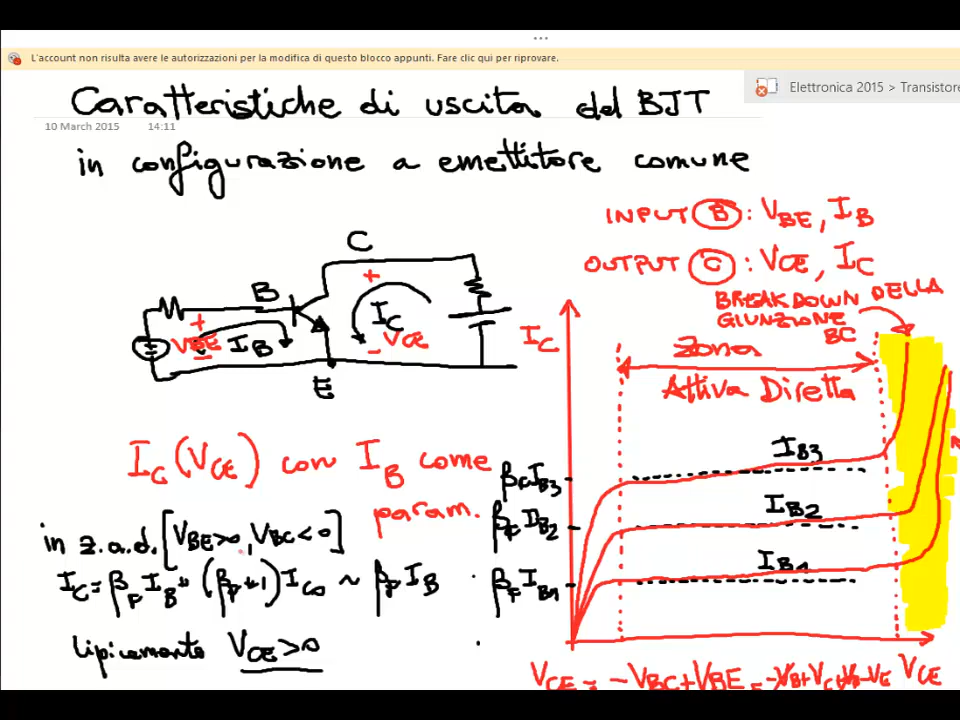 L'account non risulta avere le autorizzazioni per la modifica di questo blocco appunti. Fare clic qui per riprovare.
Elettronica 2015 > Transistore
Caratteristiche di uscita del BJT
10 March 2015 14:11
in configurazione a emettitore comune
INPUT B : VBE, IB
OUTPUT C : VCE, IC
BREAKDOWN DELLA
GIUNZIONE
BC
C
B
+
+
VBE
IB
IC
VCE
E
IC
Zona
Attiva Diretta
IC(VCE) con IB come
param.
IB3
βF IB3
IB2
βF IB2
IB1
βF IB1
in z.a.d. [VBE>0, VBC<0]
IC = βF IB + (βF+1) ICO ~ βF IB
tipicamente VCE>0
VCE = -VBC+VBE =
VCE